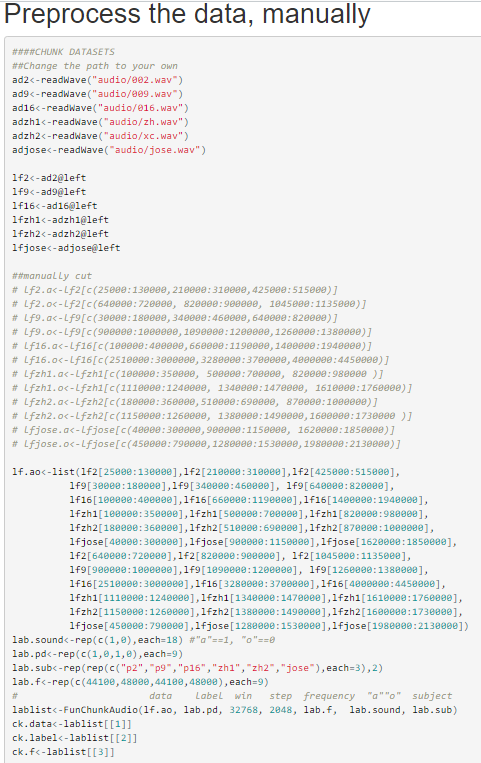 Preprocess the data, manually
####CHUNK DATASETS
##Change the path to your own
ad2<-readWave("audio/002.wav")
ad9<-readWave("audio/009.wav")
ad16<-readWave("audio/016.wav")
adzh1<-readWave("audio/zh.wav")
adzh2<-readWave("audio/xc.wav")
adjose<-readWave("audio/jose.wav")
lf2<-ad2@left
lf9<-ad9@left
lf16<-ad16@left
lfzh1<-adzh1@left
lfzh2<-adzh2@left
lfjose<-adjose@left
##manually cut
# lf2.a<-lf2[c(25000:130000,210000:310000,425000:515000)]
# lf2.o<-lf2[c(640000:720000, 820000:900000, 1045000:1135000)]
# lf9.a<-lf9[c(30000:180000,340000:460000,640000:820000)]
# lf9.o<-lf9[c(900000:1000000,1090000:1200000,1260000:1380000)]
# lf16.a<-lf16[c(100000:400000,660000:1190000,1400000:1940000)]
# lf16.o<-lf16[c(2510000:3000000,3280000:3700000,4000000:4450000)]
# lfzh1.a<-lfzh1[c(100000:350000, 500000:700000, 820000:980000 )]
# lfzh1.o<-lfzh1[c(1110000:1240000, 1340000:1470000, 1610000:1760000)]
# lfzh2.a<-lfzh2[c(180000:360000,510000:690000, 870000:1000000)]
# lfzh2.o<-lfzh2[c(1150000:1260000, 1380000:1490000,1600000:1730000 )]
# lfjose.a<-lfjose[c(40000:300000,900000:1150000, 1620000:1850000)]
# lfjose.o<-lfjose[c(450000:790000,1280000:1530000,1980000:2130000)]
lf.ao<-list(lf2[25000:130000],lf2[210000:310000],lf2[425000:515000],
lf9[30000:180000],lf9[340000:460000], lf9[640000:820000],
lf16[100000:400000],lf16[660000:1190000],lf16[1400000:1940000],
lfzh1[100000:350000],lfzh1[500000:700000],lfzh1[820000:980000],
lfzh2[180000:360000],lfzh2[510000:690000],lfzh2[870000:1000000],
lfjose[40000:300000],lfjose[900000:1150000],lfjose[1620000:1850000],
lf2[640000:720000],lf2[820000:900000], lf2[1045000:1135000],
lf9[900000:1000000],lf9[1090000:1200000], lf9[1260000:1380000],
lf16[2510000:3000000],lf16[3280000:3700000],lf16[4000000:4450000],
lfzh1[1110000:1240000],lfzh1[1340000:1470000],lfzh1[1610000:1760000],
lfzh2[1150000:1260000],lfzh2[1380000:1490000],lfzh2[1600000:1730000],
lfjose[450000:790000],lfjose[1280000:1530000],lfjose[1980000:2130000])
lab.sound<-rep(c(1,0),each=18) #"a"==1, "o"==0
lab.pd<-rep(c(1,0,1,0),each=9)
lab.sub<-rep(rep(c("p2","p9","p16","zh1","zh2","jose"),each=3),2)
lab.f<-rep(c(44100,48000,44100,48000),each=9)
# data label win step frequency "a""o" subject
lablist<-FunChunkAudio(lf.ao, lab.pd, 32768, 2048, lab.f, lab.sound, lab.sub)
ck.data<-lablist[[1]]
ck.label<-lablist[[2]]
ck.f<-lablist[[3]]